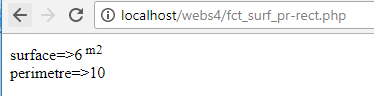 localhost/webs4/fct_surf_pr-rect.php
surface=>6 m2
perimetre=>10